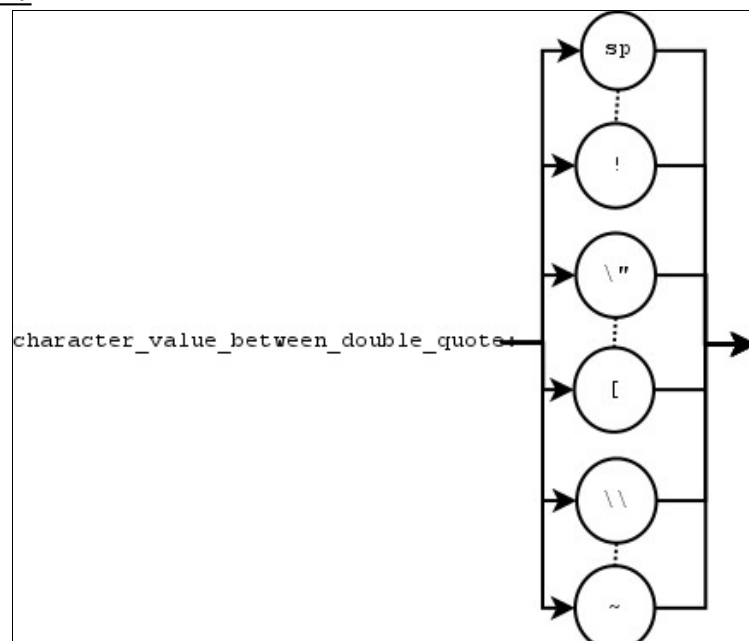 sp
!
\"
character_value_between_double_quote:
[
\\
~